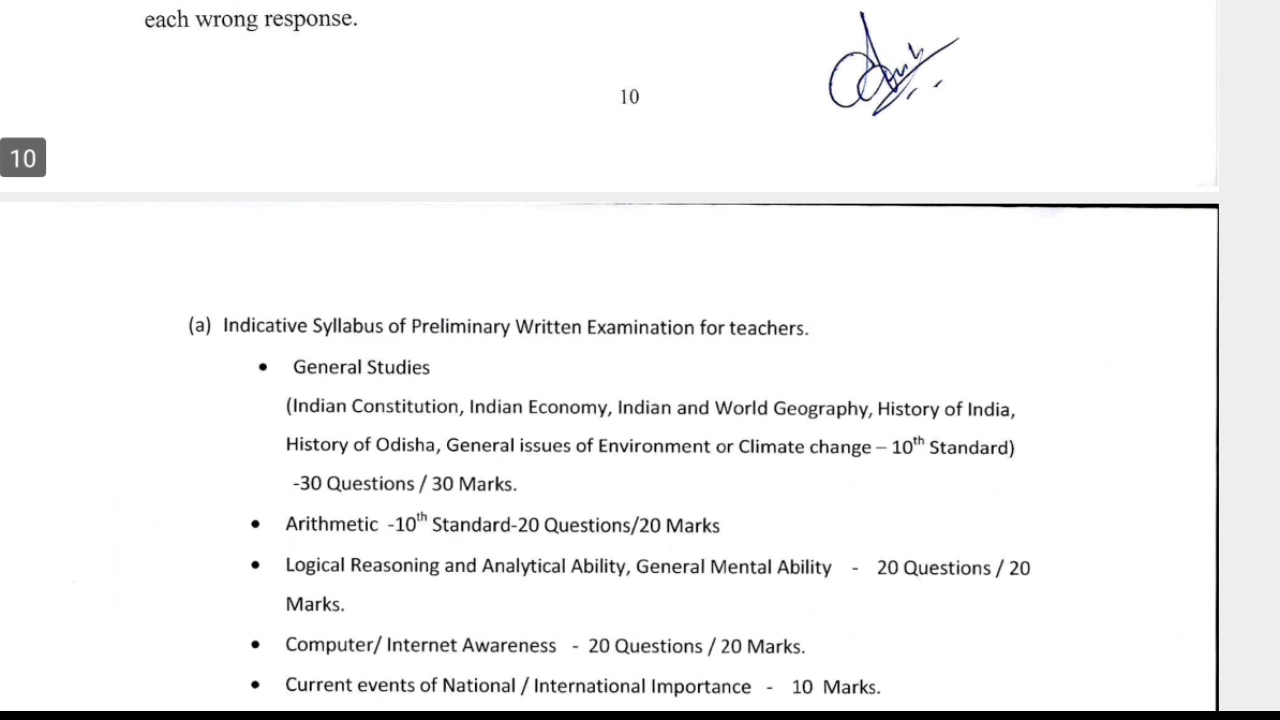 each wrong response.
10
10
(a) Indicative Syllabus of Preliminary Written Examination for teachers.
• General Studies
(Indian Constitution, Indian Economy, Indian and World Geography, History of India,
History of Odisha, General issues of Environment or Climate change – 10th Standard)
-30 Questions / 30 Marks.
• Arithmetic -10th Standard-20 Questions/20 Marks
• Logical Reasoning and Analytical Ability, General Mental Ability - 20 Questions / 20
Marks.
• Computer/ Internet Awareness - 20 Questions / 20 Marks.
• Current events of National / International Importance - 10 Marks.